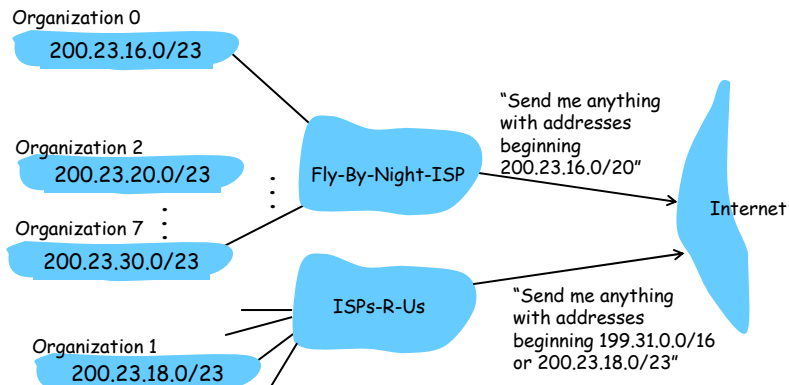 Organization 0
200.23.16.0/23
Organization 2
200.23.20.0/23
Organization 7
200.23.30.0/23
Fly-By-Night-ISP
“Send me anything
with addresses
beginning
200.23.16.0/20”
Internet
ISPs-R-Us
Organization 1
200.23.18.0/23
“Send me anything
with addresses
beginning 199.31.0.0/16
or 200.23.18.0/23”